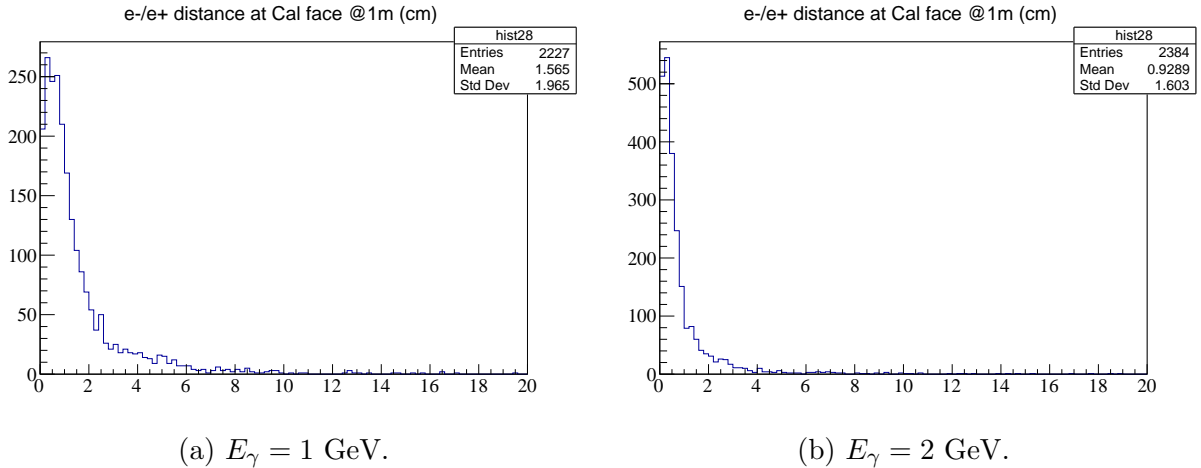 e-/e+ distance at Cal face @1m (cm)
hist28
Entries 2227
Mean 1.565
Std Dev 1.965
250
200
150
100
50
0
0 2 4 6 8 10 12 14 16 18 20
(a) Eγ = 1 GeV.
e-/e+ distance at Cal face @1m (cm)
hist28
Entries 2384
Mean 0.9289
Std Dev 1.603
500
400
300
200
100
0
0 2 4 6 8 10 12 14 16 18 20
(b) Eγ = 2 GeV.